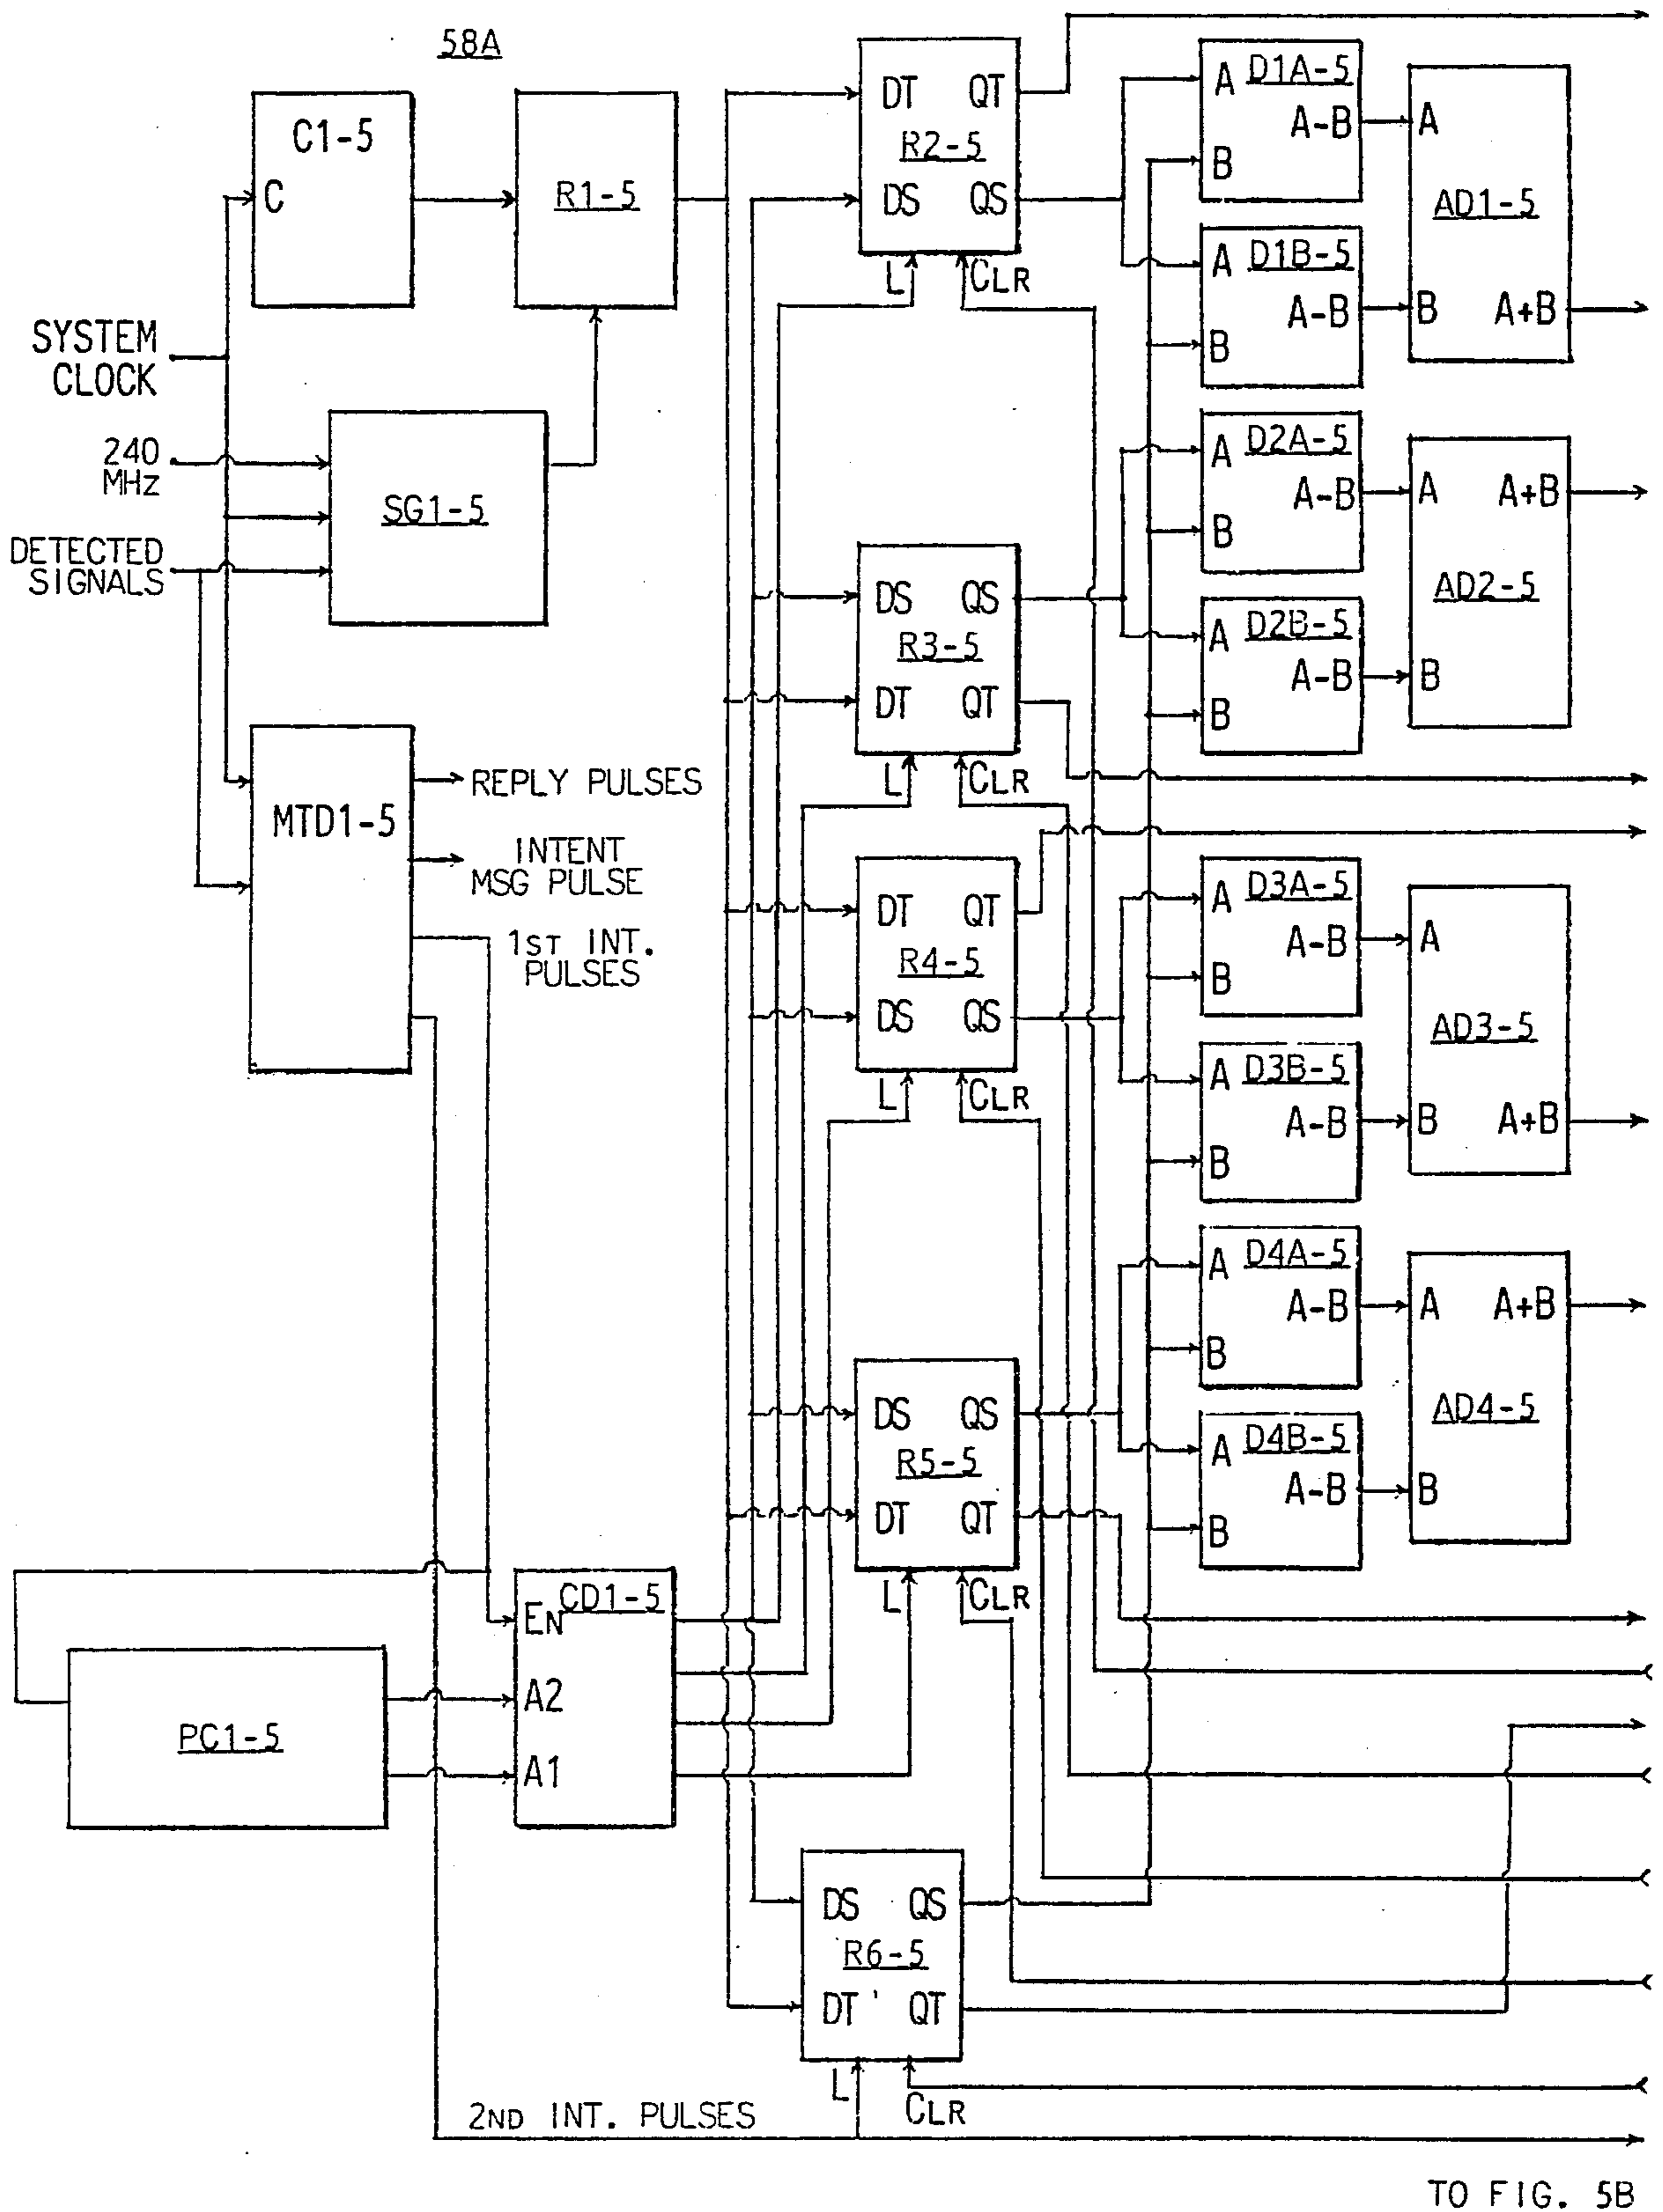 58A
C1-5
C
R1-5
SYSTEM
CLOCK
240
MHz
SG1-5
DETECTED
SIGNALS
MTD1-5
REPLY PULSES
INTENT
MSG PULSE
1ST INT.
PULSES
PC1-5
EN CD1-5
A2
A1
2ND INT. PULSES
DT QT
R2-5
DS QS
L CLR
DS QS
R3-5
DT QT
L CLR
DT QT
R4-5
DS QS
L CLR
DS QS
R5-5
DT QT
L CLR
DS QS
R6-5
DT QT
L CLR
A D1A-5
A-B
B
A D1B-5
A-B
B
A
AD1-5
B A+B
A D2A-5
A-B
B
A D2B-5
A-B
B
A A+B
AD2-5
B
A D3A-5
A-B
B
A D3B-5
A-B
B
A
AD3-5
B A+B
A D4A-5
A-B
B
A D4B-5
A-B
B
A A+B
AD4-5
B
TO FIG. 5B